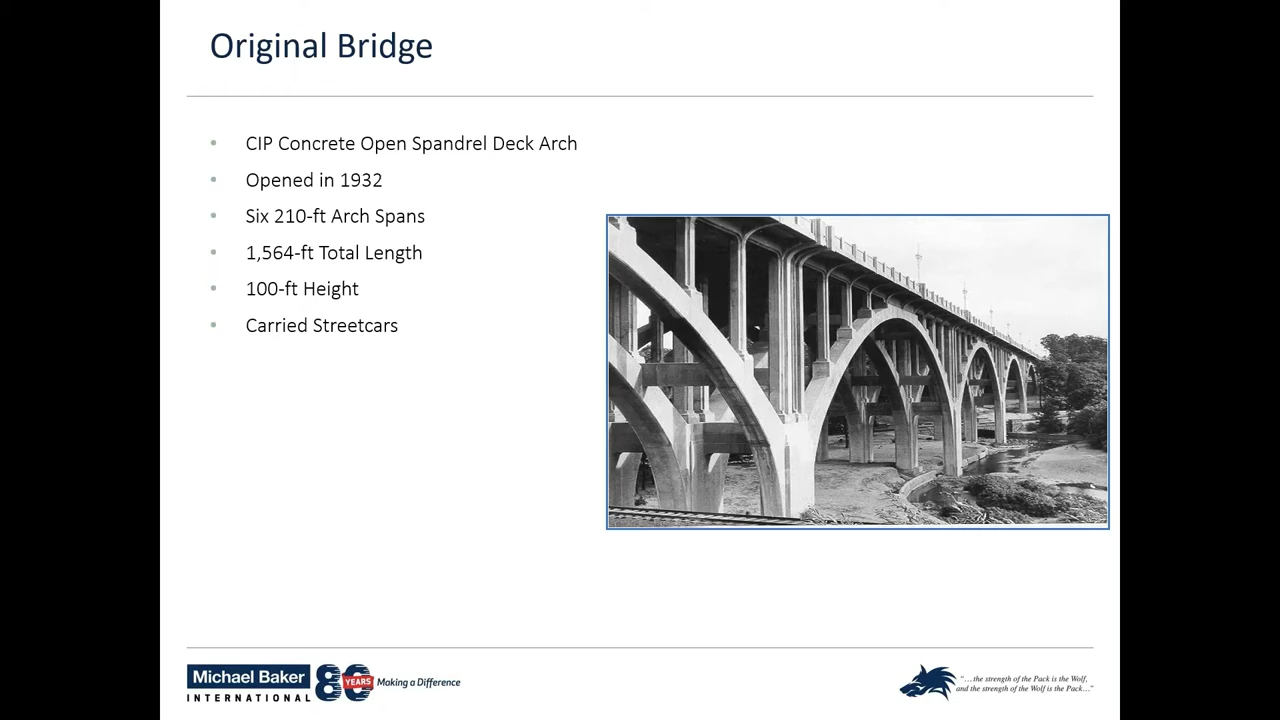 Original Bridge
• CIP Concrete Open Spandrel Deck Arch
• Opened in 1932
• Six 210-ft Arch Spans
• 1,564-ft Total Length
• 100-ft Height
• Carried Streetcars
Michael Baker
INTERNATIONAL
80
YEARS
Making a Difference
“…the strength of the Pack is the Wolf,
and the strength of the Wolf is the Pack…”